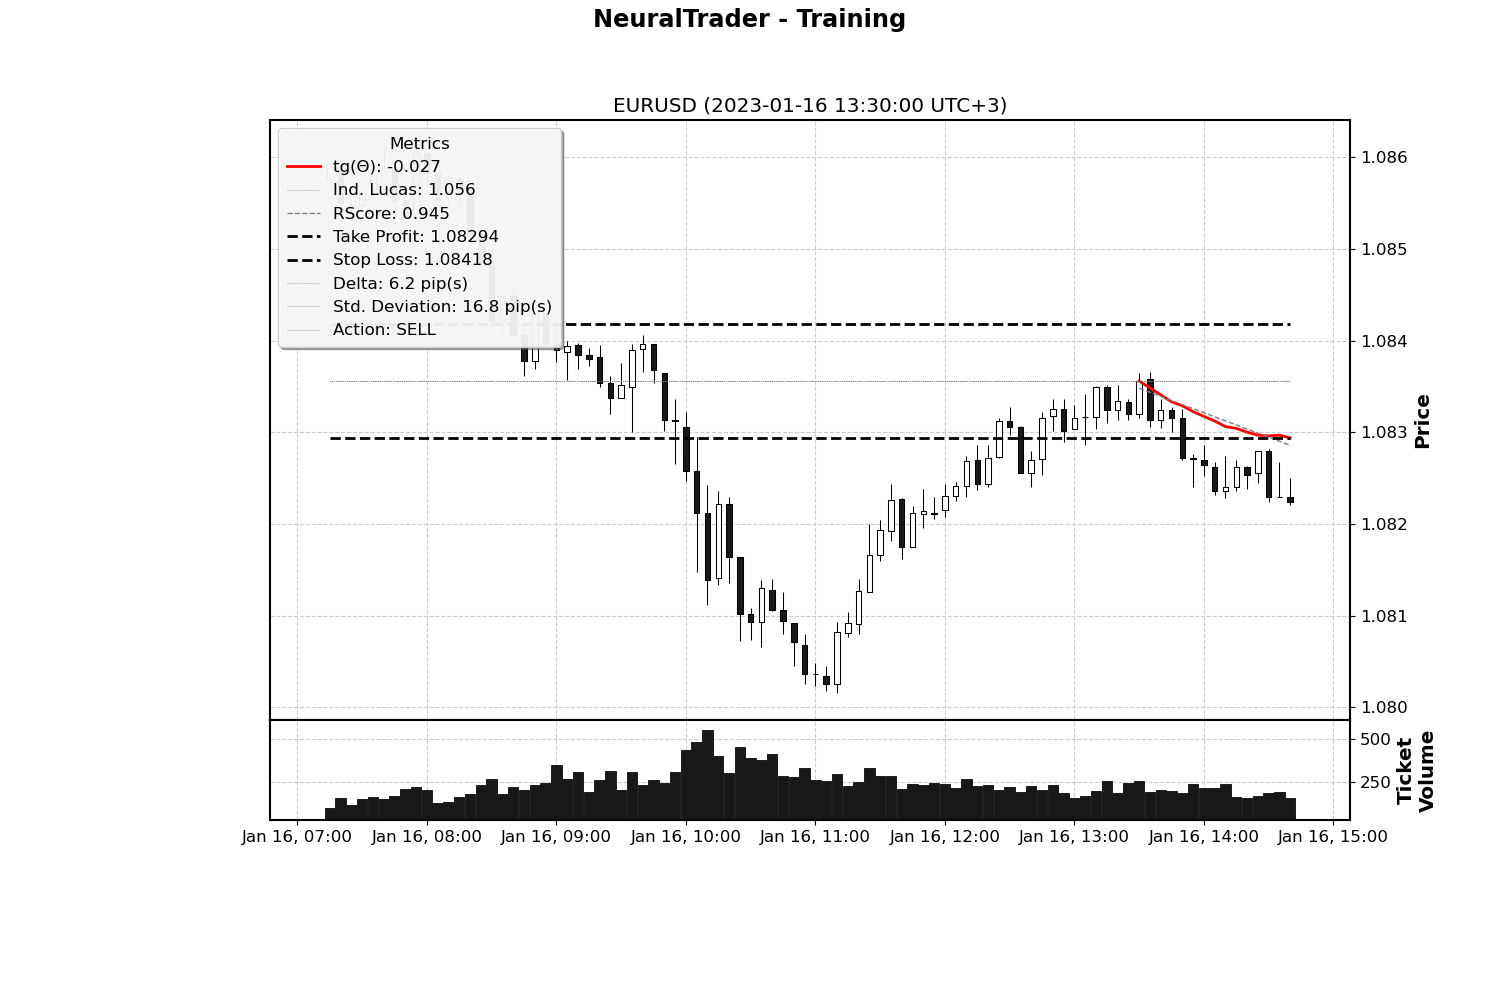 NeuralTrader - Training
EURUSD (2023-01-16 13:30:00 UTC+3)
Metrics
tg(Θ): -0.027
Ind. Lucas: 1.056
RScore: 0.945
Take Profit: 1.08294
Stop Loss: 1.08418
Delta: 6.2 pip(s)
Std. Deviation: 16.8 pip(s)
Action: SELL
1.086
1.085
1.084
1.083
1.082
1.081
1.080
Price
500
250
Ticket
Volume
Jan 16, 07:00 Jan 16, 08:00 Jan 16, 09:00 Jan 16, 10:00 Jan 16, 11:00 Jan 16, 12:00 Jan 16, 13:00 Jan 16, 14:00 Jan 16, 15:00